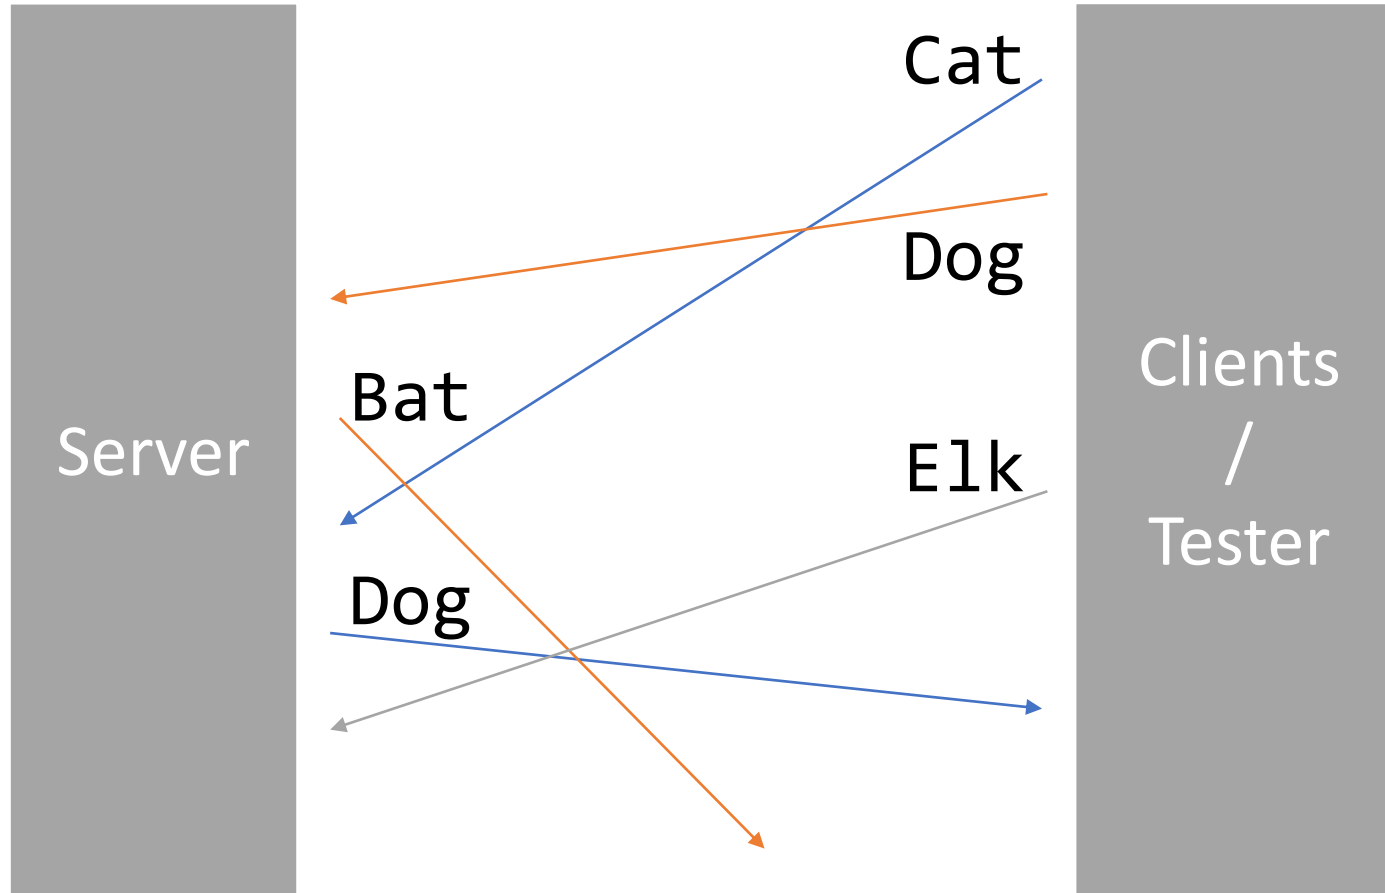 Cat
Dog
Bat
Elk
Dog
Server
Clients
/
Tester